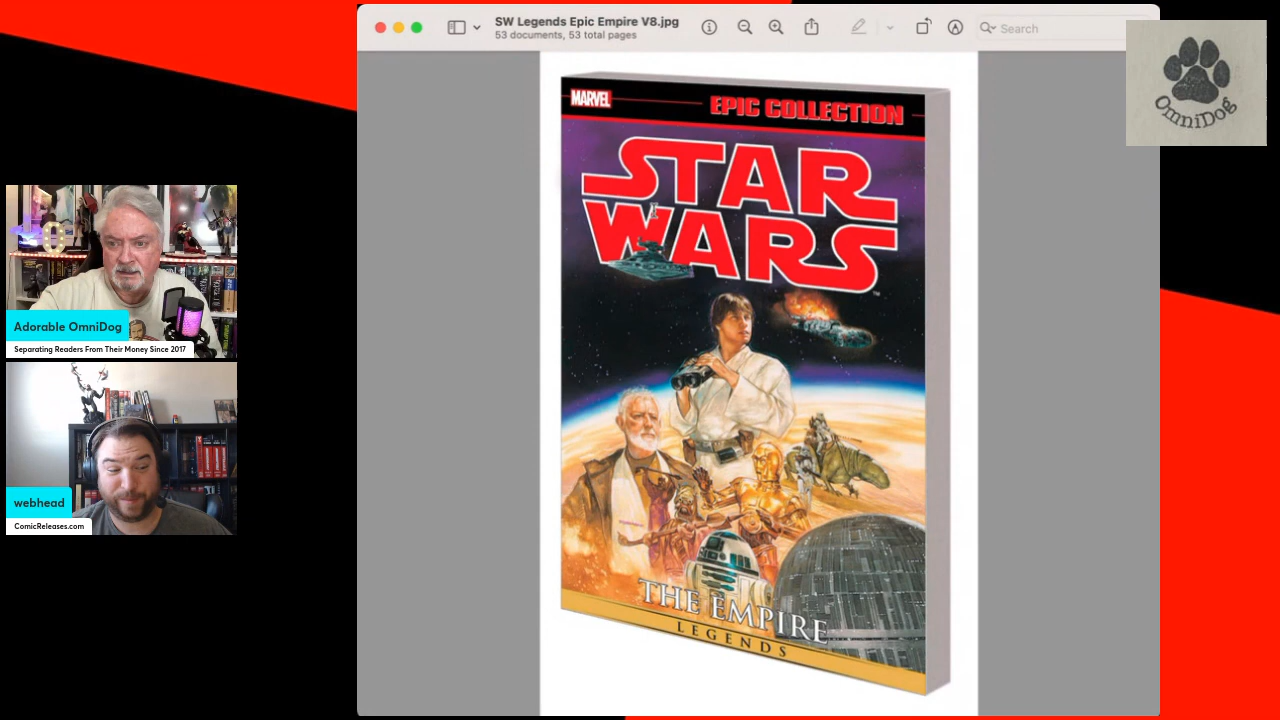 SW Legends Epic Empire V8.jpg
53 documents, 53 total pages
Search
OmniDog
MARVEL
EPIC COLLECTION
STAR
WARS
TM
THE EMPIRE
LEGENDS
Adorable OmniDog
Separating Readers From Their Money Since 2017
webhead
ComicReleases.com